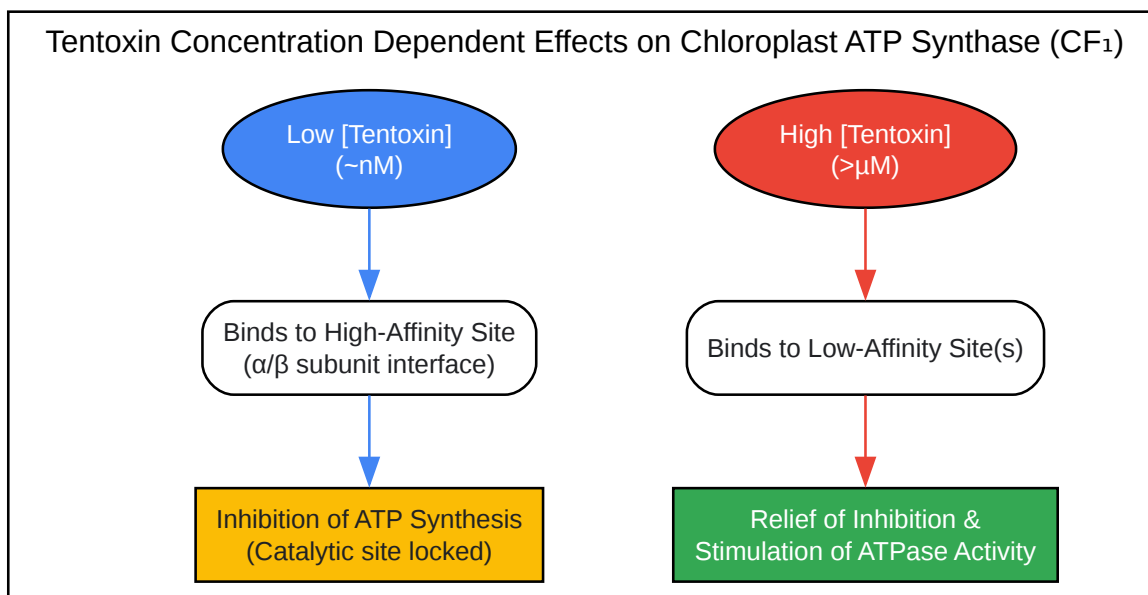 Tentoxin Concentration Dependent Effects on Chloroplast ATP Synthase (CF₁)
Low [Tentoxin]
(~nM)
High [Tentoxin]
(>µM)
Binds to High-Affinity Site
(α/β subunit interface)
Binds to Low-Affinity Site(s)
Inhibition of ATP Synthesis
(Catalytic site locked)
Relief of Inhibition &
Stimulation of ATPase Activity